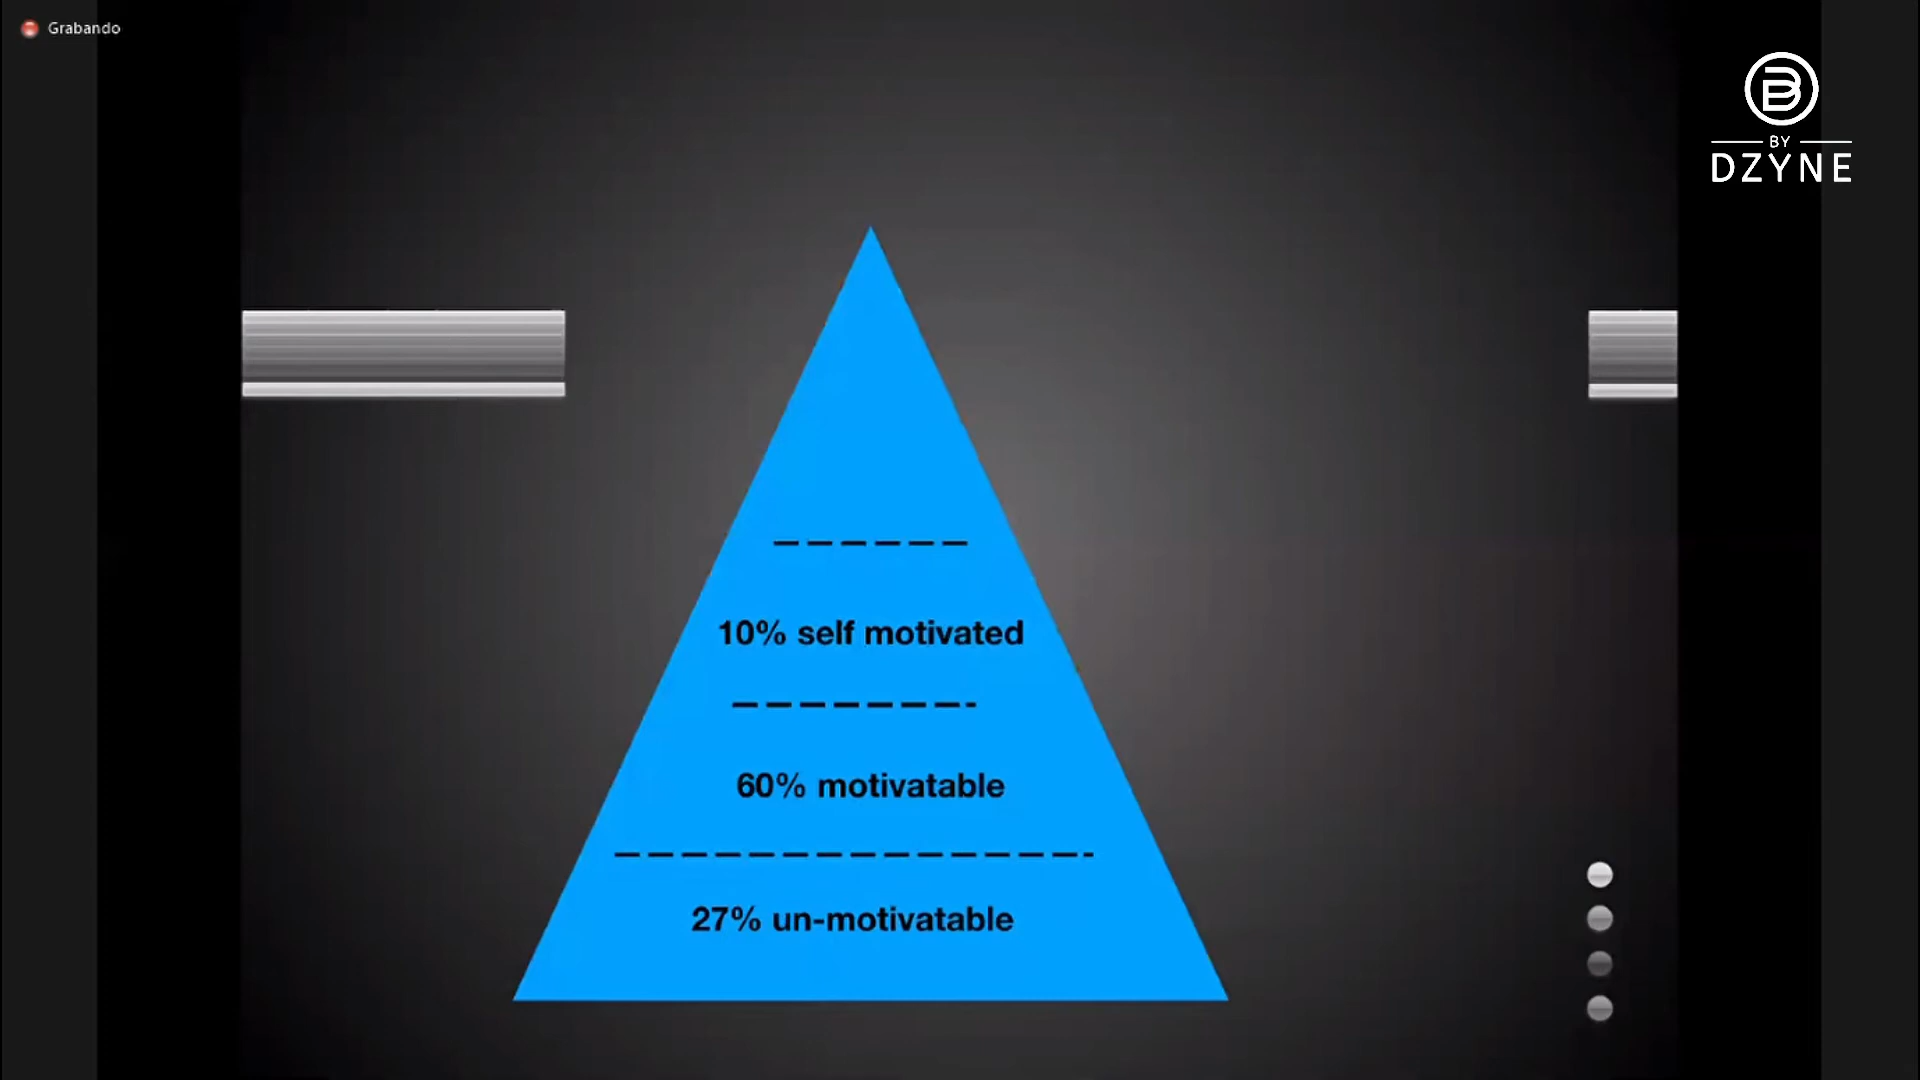 Grabando
BY
DZYNE
10% self motivated
60% motivatable
27% un-motivatable